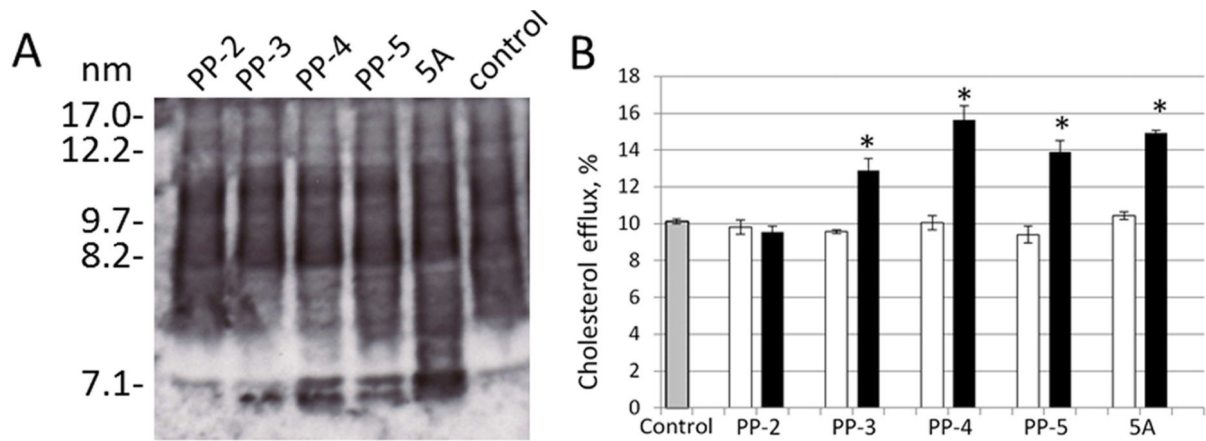 A
nm
PP-2
PP-3
PP-4
PP-5
5A
control
17.0-
12.2-
9.7-
8.2-
7.1-
B
Cholesterol efflux, %
18
16
14
12
10
8
6
4
2
0
*
*
*
*
Control
PP-2
PP-3
PP-4
PP-5
5A